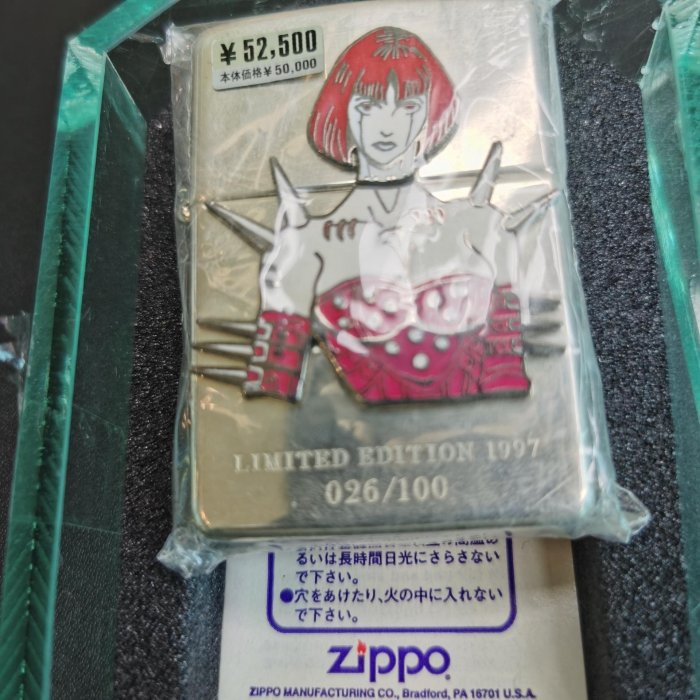 ¥52,500
本体価格¥50,000
LIMITED EDITION 1997
026/100
るいは長時間日光にさらさない
で下さい。
●穴をあけたり、火の中に入れない
で下さい。
zippo
ZIPPO MANUFACTURING CO., Bradford, PA 16701 U.S.A.